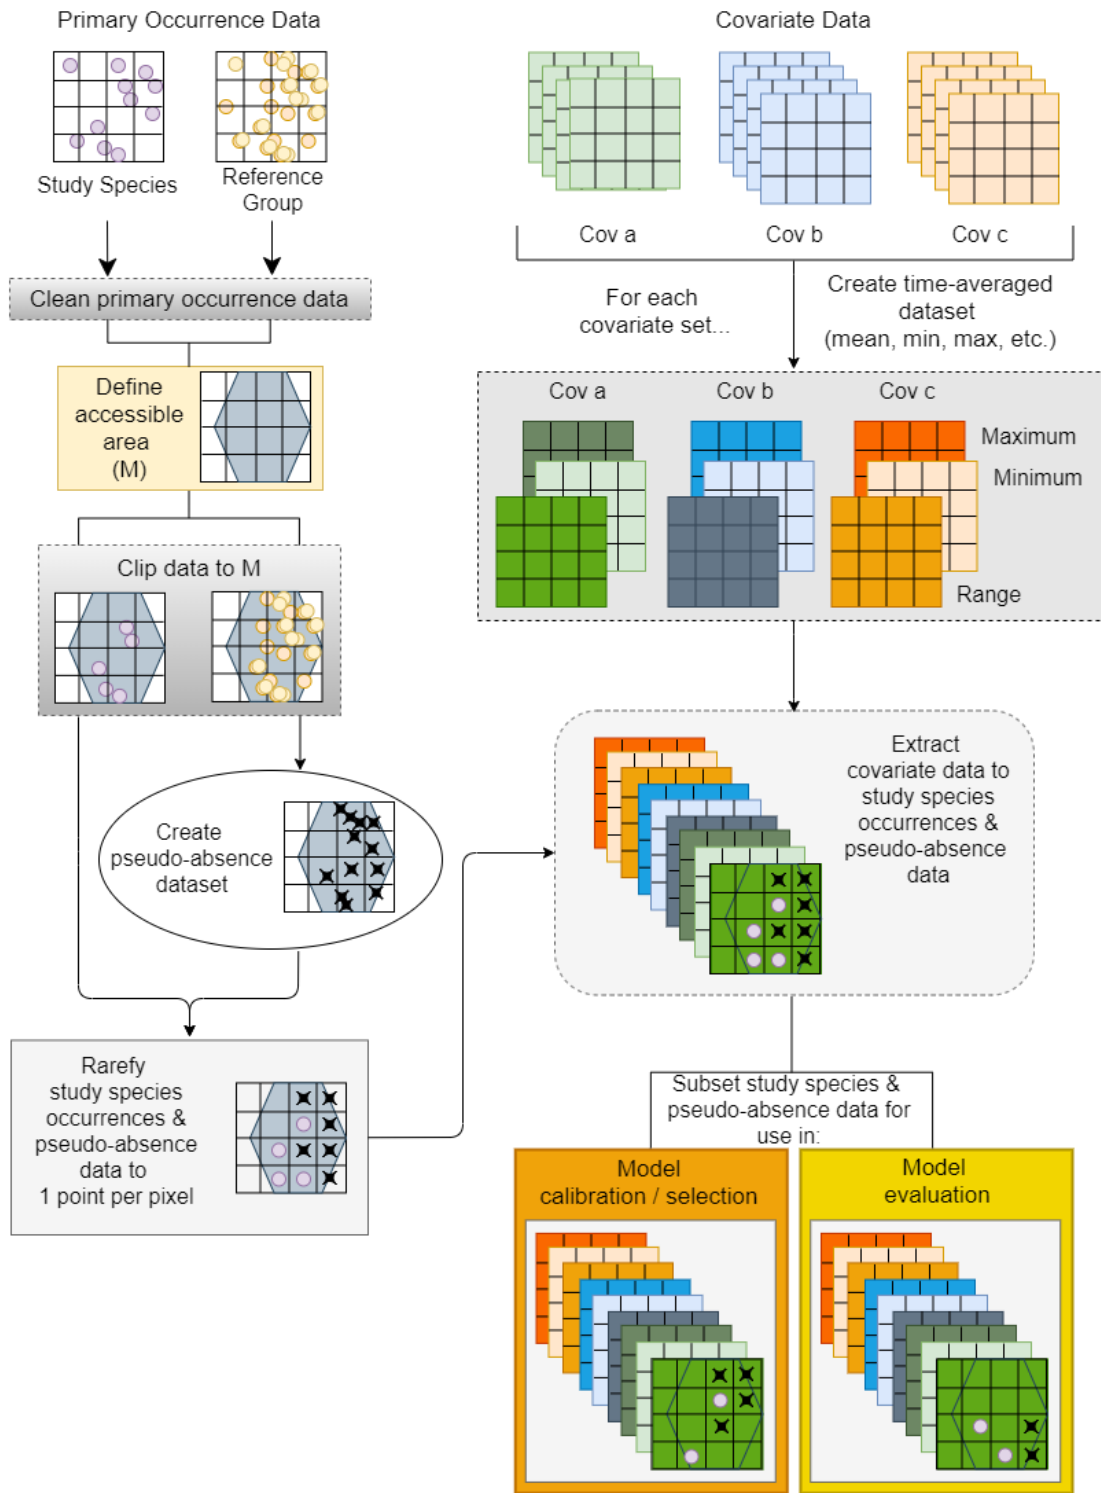 Primary Occurrence Data
Study Species
Reference
Group
Clean primary occurrence data
Define
accessible
area
(M)
Clip data to M
Create
pseudo-absence
dataset
Rarefy
study species
occurrences &
pseudo-absence
data to
1 point per pixel
Covariate Data
Cov a
Cov b
Cov c
For each
covariate set...
Create time-averaged
dataset
(mean, min, max, etc.)
Cov a
Cov b
Cov c
Maximum
Minimum
Range
Extract
covariate data to
study species
occurrences &
pseudo-absence
data
Subset study species &
pseudo-absence data for
use in:
Model
calibration / selection
Model
evaluation